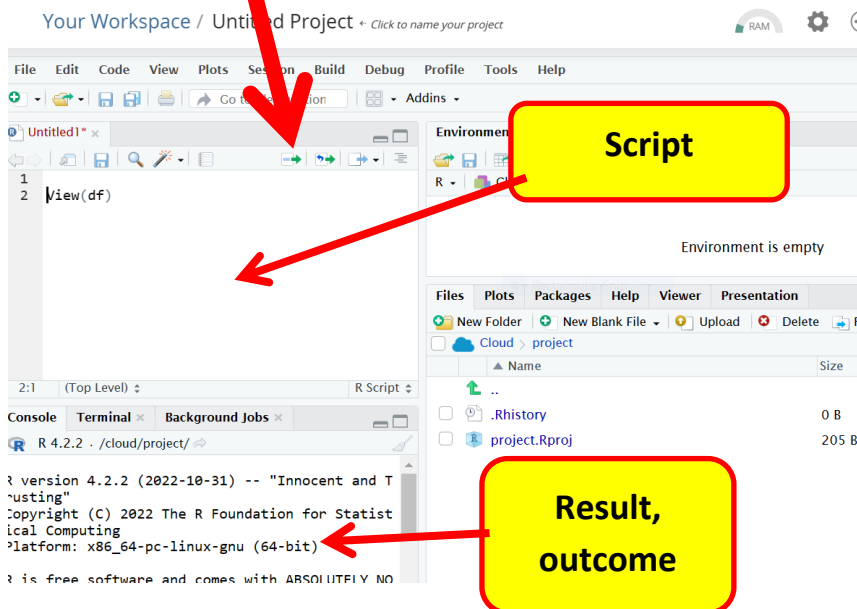 Your Workspace / Untitled Project ← Click to name your project
RAM
File Edit Code View Plots Session Build Debug Profile Tools Help
Go to Addins
Untitled1*
1
2 View(df)
2:1 (Top Level) R Script
Console Terminal Background Jobs
R 4.2.2 · /cloud/project/
R version 4.2.2 (2022-10-31) -- "Innocent and T
rusting"
Copyright (C) 2022 The R Foundation for Statist
ical Computing
Platform: x86_64-pc-linux-gnu (64-bit)
R is free software and comes with ABSOLUTELY NO
Script
R
Environment is empty
Files Plots Packages Help Viewer Presentation
New Folder New Blank File Upload Delete
Cloud project
Name Size
..
.Rhistory 0 B
project.Rproj 205 B
Result,
outcome